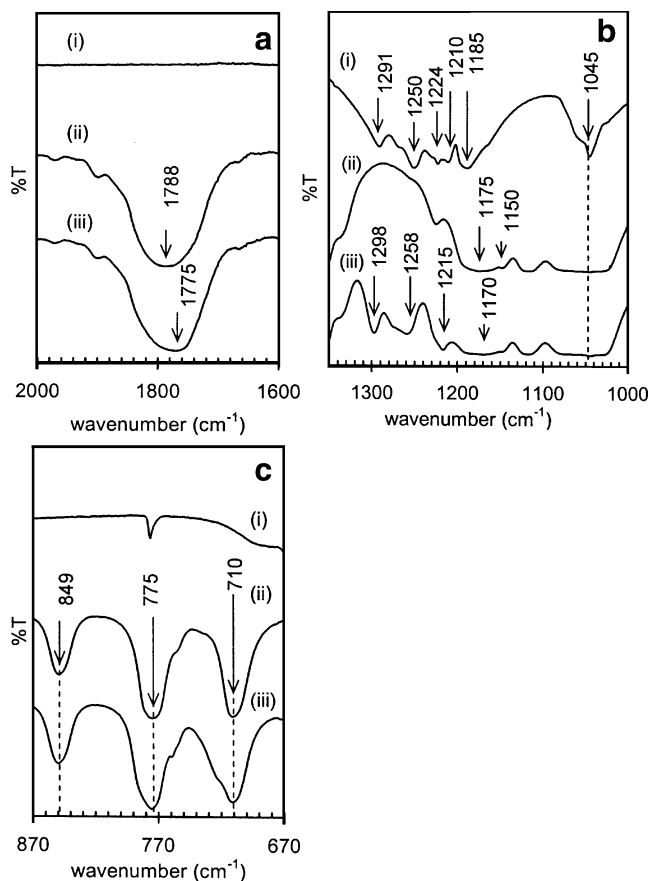 a
(i)
(ii)
1788
(iii)
1775
%T
2000 1800 1600
wavenumber (cm⁻¹)
b
(i)
1291
1250
1224
1210
1185
1045
(ii)
1175
1150
(iii)
1298
1258
1215
1170
%T
1300 1200 1100 1000
wavenumber (cm⁻¹)
c
(i)
849
775
710
(ii)
(iii)
%T
870 770 670
wavenumber (cm⁻¹)